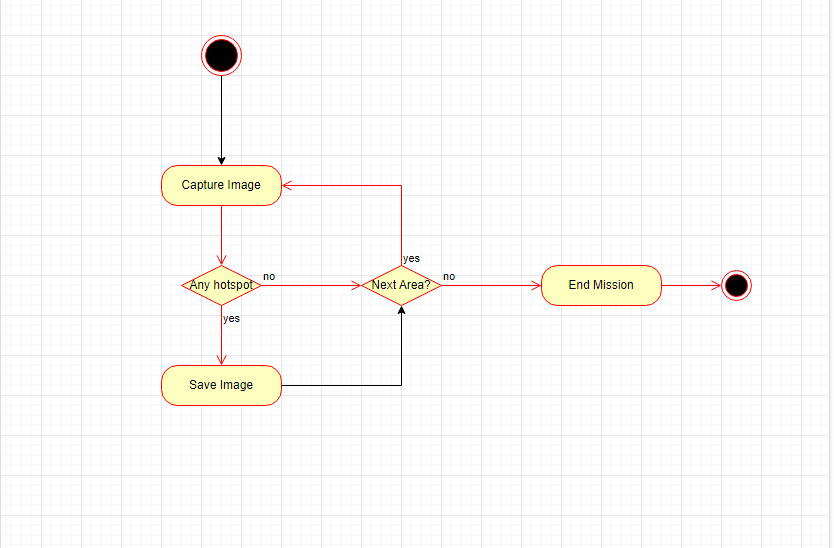 Capture Image
yes
Any hotspot
no
Next Area?
no
End Mission
yes
Save Image